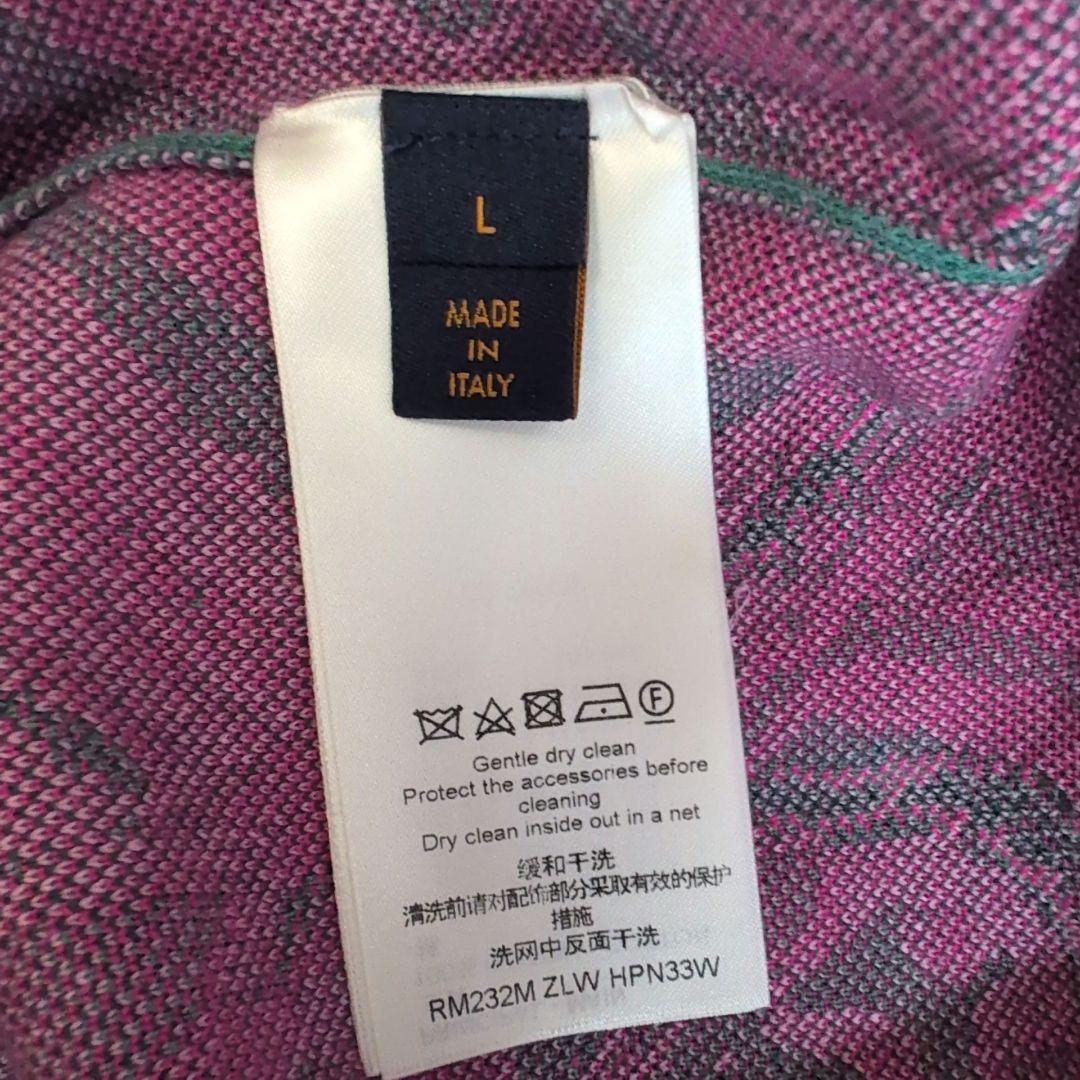 L
MADE
IN
ITALY
F
Gentle dry clean
Protect the accessories before
cleaning
Dry clean inside out in a net
缓和干洗
清洗前请对配饰部分采取有效的保护
措施
洗网中反面干洗
RM232M ZLW HPN33W